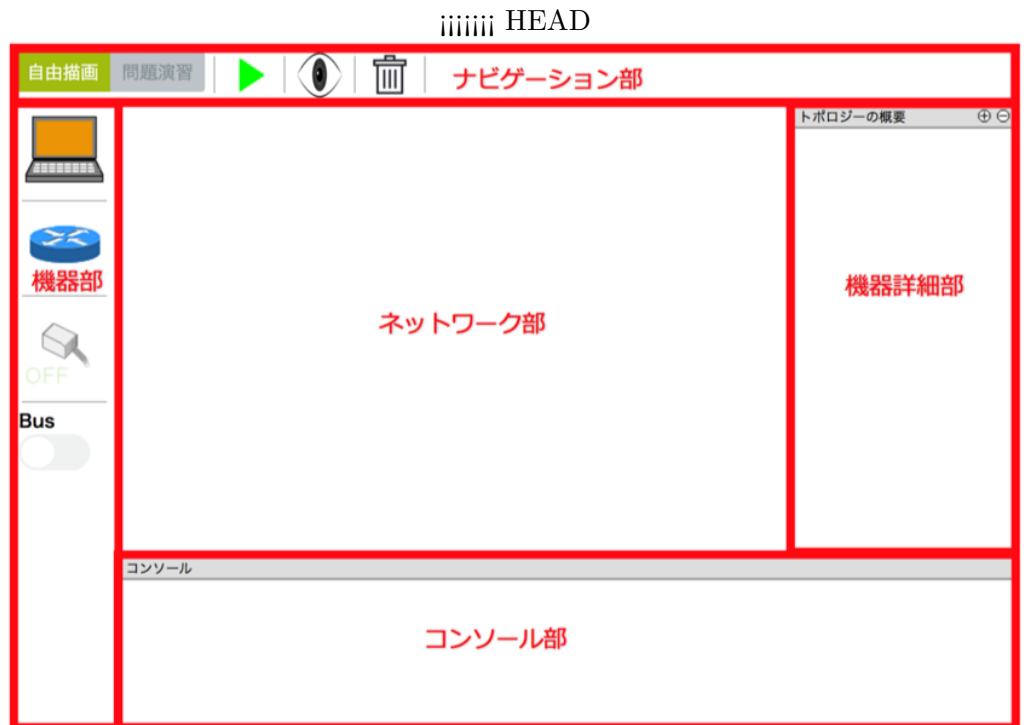 ¡¡¡¡¡¡¡ HEAD
自由描画 問題演習 ナビゲーション部
トポロジーの概要 ⊕ ⊖
機器部
機器詳細部
ネットワーク部
OFF
Bus
コンソール
コンソール部